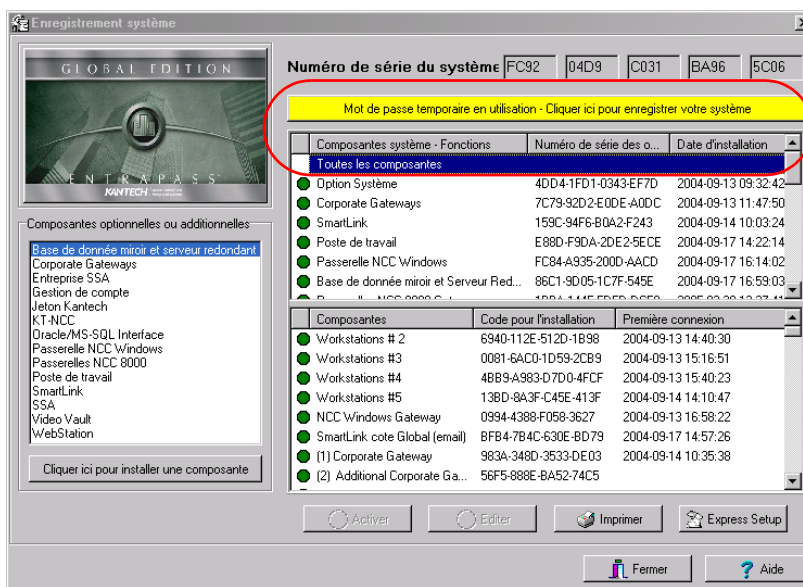 Enregistrement système
GLOBAL EDITION
ENTRAPASS
KANTECH
Numéro de série du système FC92 04D9 C031 BA96 5C06
Mot de passe temporaire en utilisation - Cliquer ici pour enregistrer votre système
Composantes système - Fonctions Numéro de série des o... Date d'installation
Toutes les composantes
Option Système 4DD4-1FD1-0343-EF7D 2004-09-13 09:32:42
Corporate Gateways 7C79-92D2-E0DE-A0DC 2004-09-13 11:47:50
SmartLink 159C-94F6-B0A2-F243 2004-09-14 10:03:24
Poste de travail E88D-F9DA-2DE2-5ECE 2004-09-17 14:22:14
Passerelle NCC Windows FC84-A935-200D-AACD 2004-09-17 16:14:02
Base de donnée miroir et Serveur Red... 86C1-9D05-1C7F-545E 2004-09-17 16:59:03
Composantes optionnelles ou additionnelles
Base de donnée miroir et serveur redondant
Corporate Gateways
Entreprise SSA
Gestion de compte
Jeton Kantech
KT-NCC
Oracle/MS-SQL Interface
Passerelle NCC Windows
Passerelles NCC 8000
Poste de travail
SmartLink
SSA
Video Vault
WebStation
Cliquer ici pour installer une composante
Composantes Code pour l'installation Première connexion
Workstations # 2 6940-112E-512D-1B98 2004-09-13 14:40:30
Workstations #3 0081-6AC0-1D59-2CB9 2004-09-13 15:16:51
Workstations #4 4BB9-A983-D7D0-4FCF 2004-09-13 15:40:23
Workstations #5 13BD-8A3F-C45E-413F 2004-09-14 14:10:47
NCC Windows Gateway 0994-4388-F058-3627 2004-09-13 16:58:22
SmartLink cote Global (email) BFB4-7B4C-630E-BD79 2004-09-17 14:57:26
(1) Corporate Gateway 983A-348D-3533-DE03 2004-09-14 10:35:38
(2) Additional Corporate Ga... 56F5-888E-BA52-74C5
Activer Editer Imprimer Express Setup
Fermer Aide